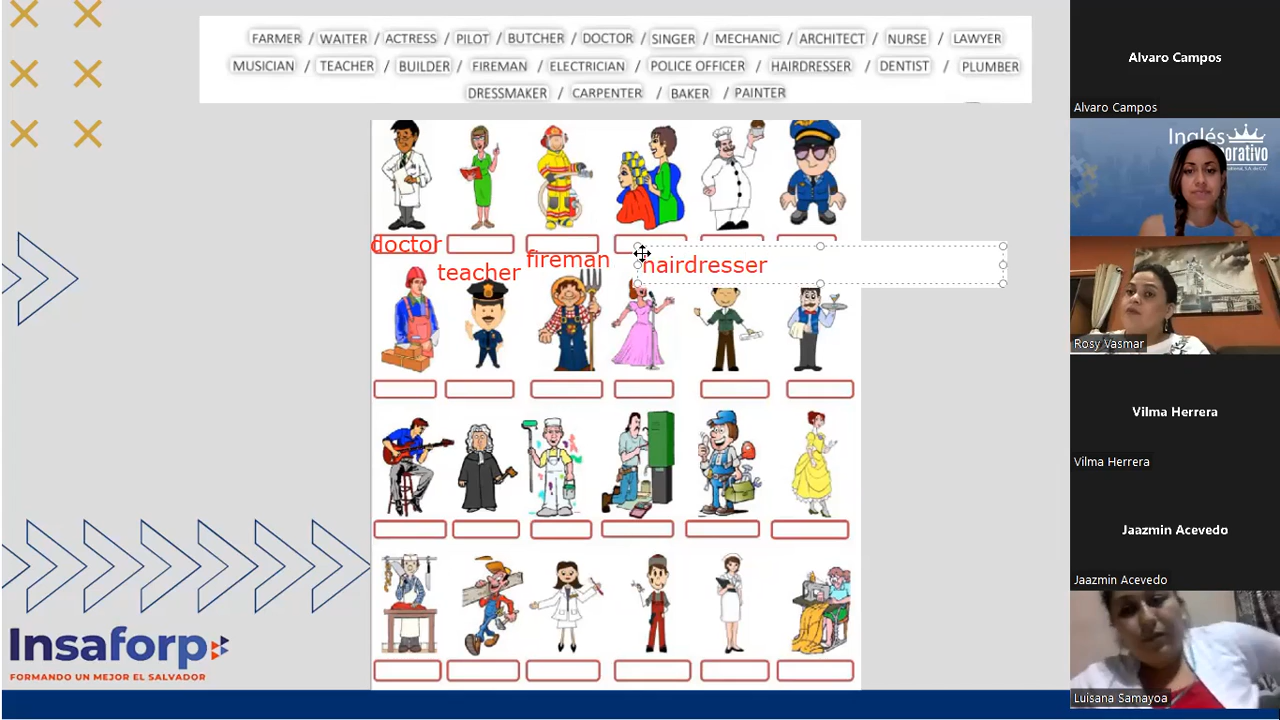 FARMER / WAITER / ACTRESS / PILOT / BUTCHER / DOCTOR / SINGER / MECHANIC / ARCHITECT / NURSE / LAWYER
MUSICIAN / TEACHER / BUILDER / FIREMAN / ELECTRICIAN / POLICE OFFICER / HAIRDRESSER / DENTIST / PLUMBER
DRESSMAKER / CARPENTER / BAKER / PAINTER
doctor
teacher
fireman
hairdresser
Insaforp
FORMANDO UN MEJOR EL SALVADOR
Alvaro Campos
Alvaro Campos
Inglés
Rosy Vasmar
Vilma Herrera
Vilma Herrera
Jaazmin Acevedo
Jaazmin Acevedo
Luisana Samayoa